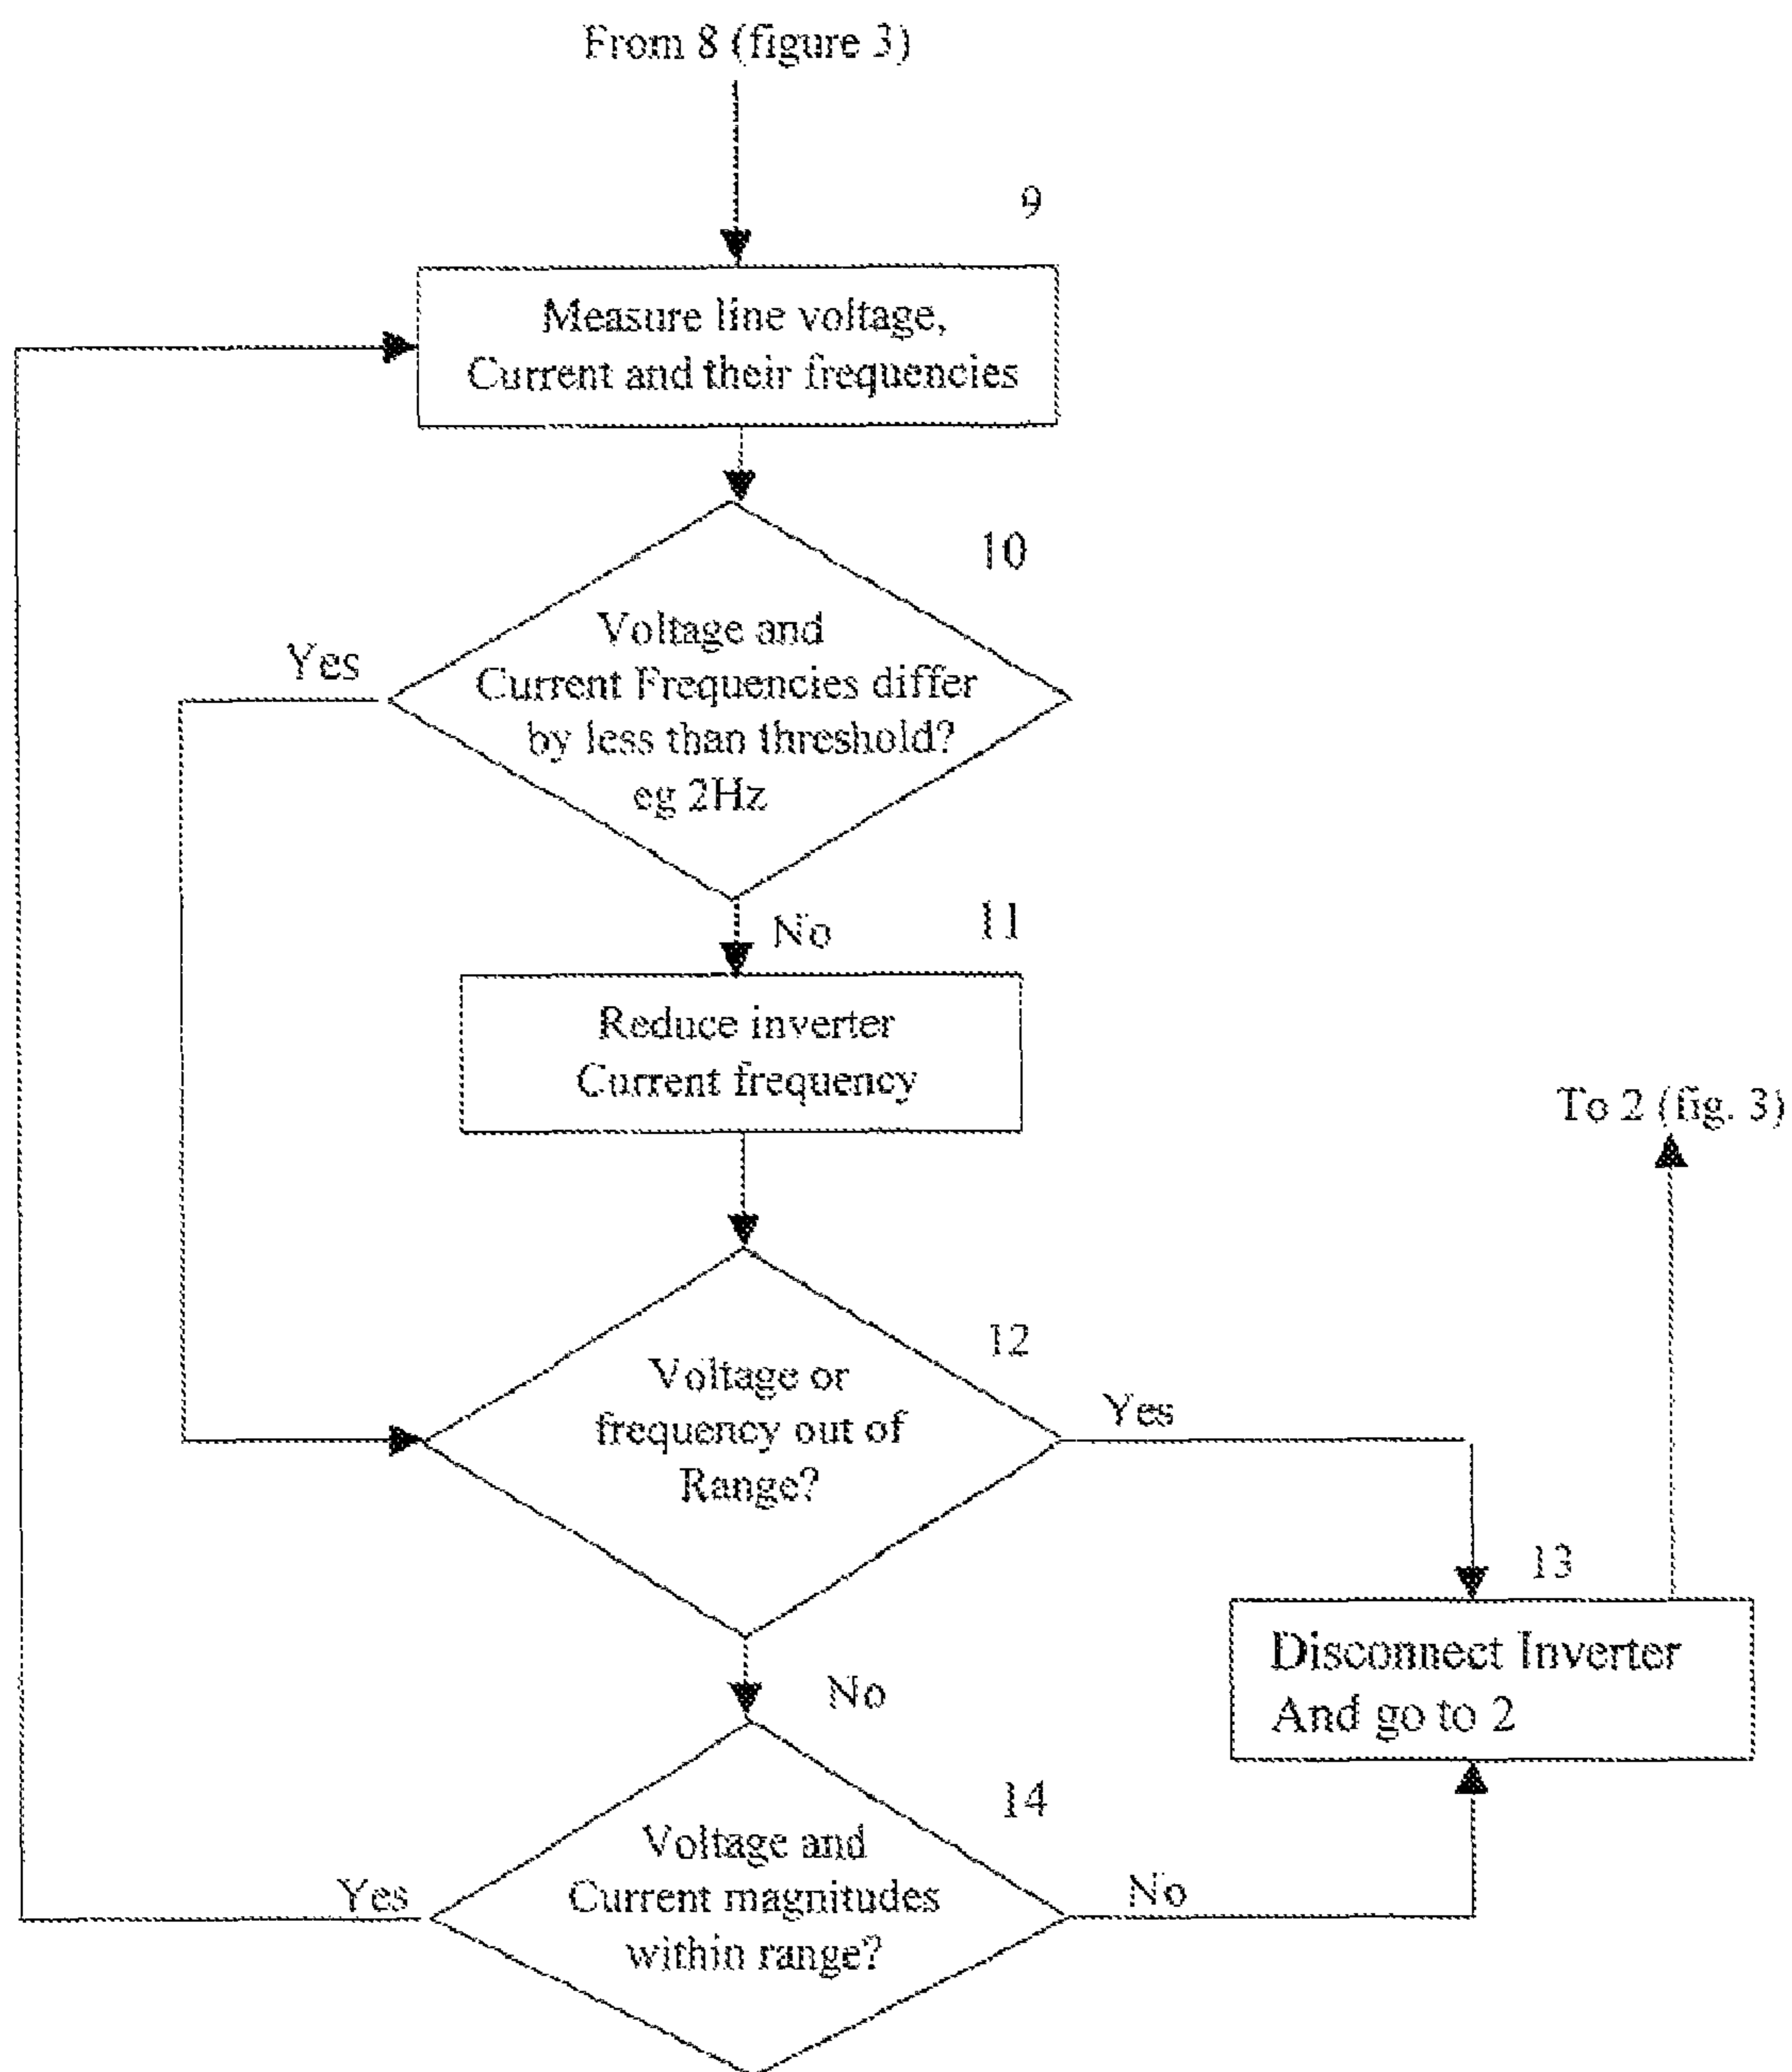 From 8 (figure 3)
9
Measure line voltage,
Current and their frequencies
10
Voltage and
Current Frequencies differ
by less than threshold?
eg 2Hz
Yes
No
11
Reduce inverter
Current frequency
To 2 (fig. 3)
12
Voltage or
frequency out of
Range?
Yes
13
Disconnect Inverter
And go to 2
No
14
Voltage and
Current magnitudes
within range?
Yes
No